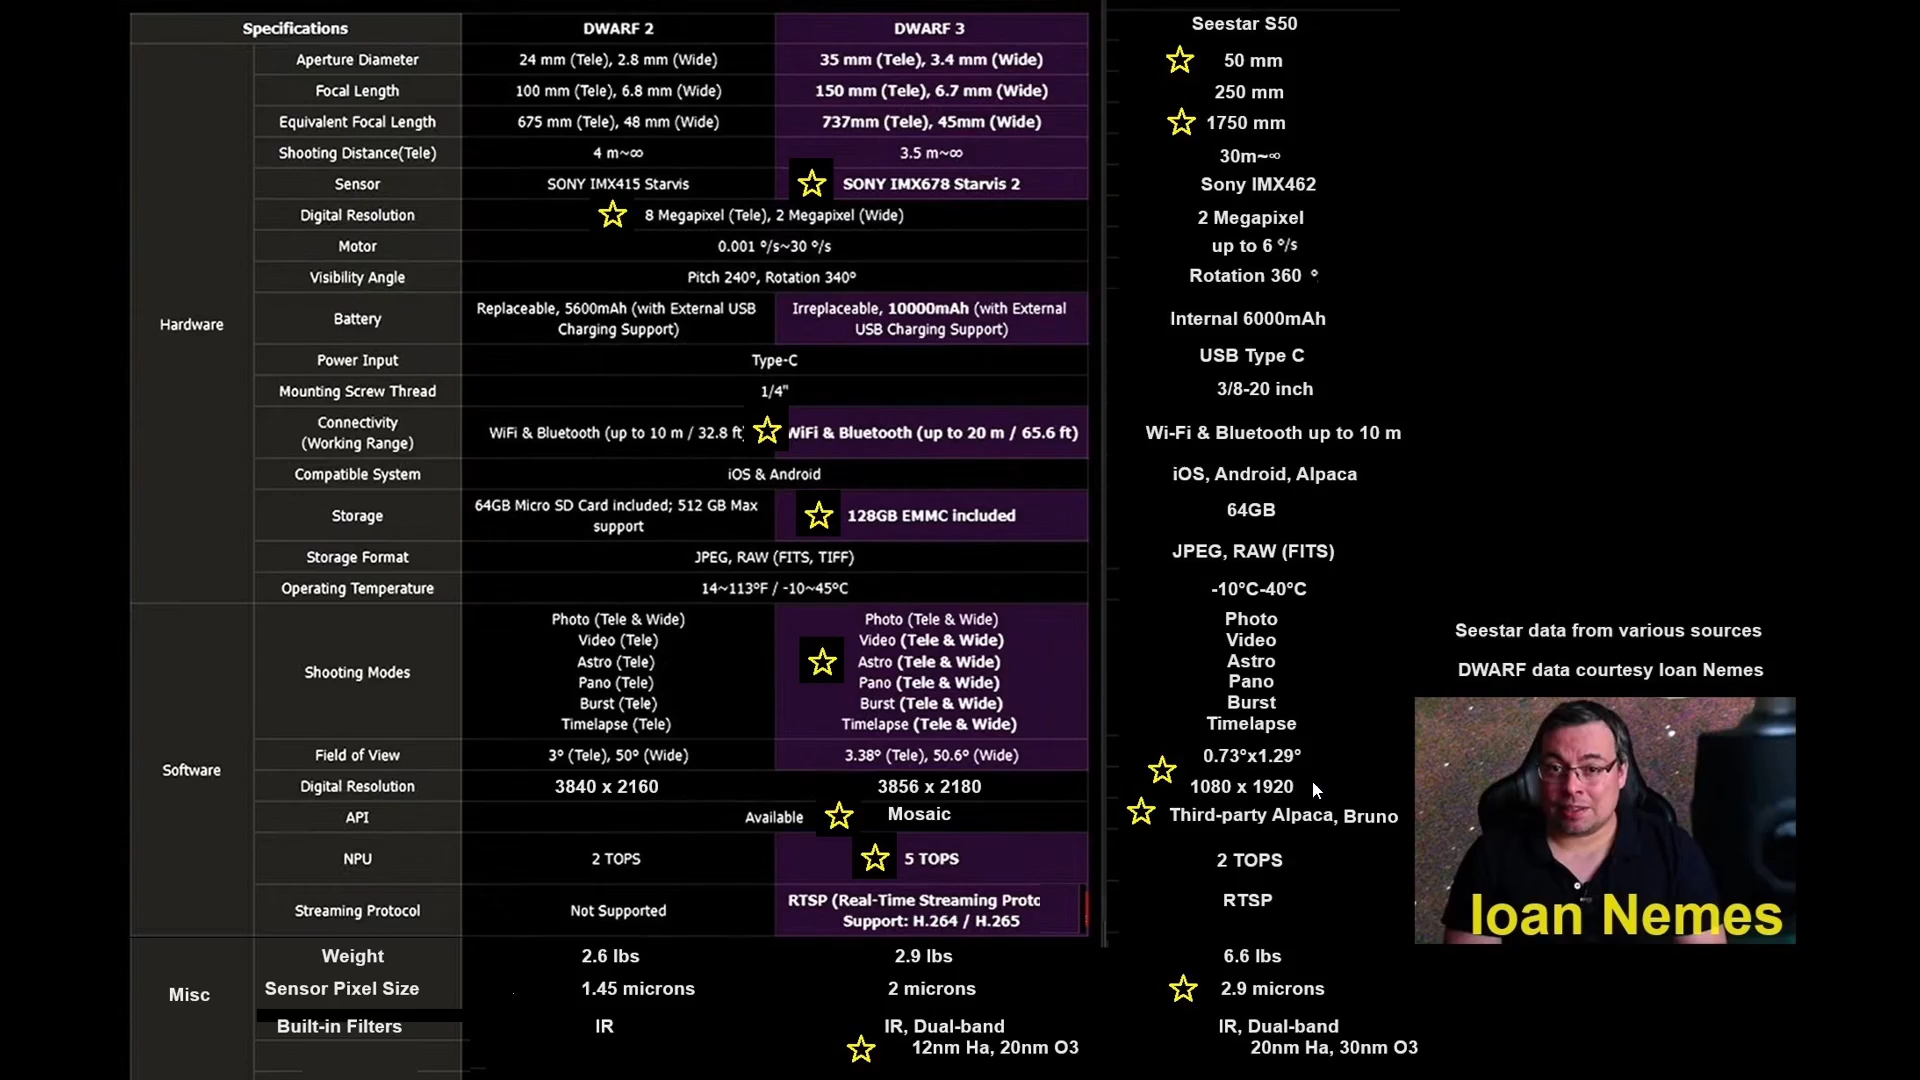 Specifications DWARF 2 DWARF 3 Seestar S50
Hardware
Aperture Diameter 24 mm (Tele), 2.8 mm (Wide) 35 mm (Tele), 3.4 mm (Wide) 50 mm
Focal Length 100 mm (Tele), 6.8 mm (Wide) 150 mm (Tele), 6.7 mm (Wide) 250 mm
Equivalent Focal Length 675 mm (Tele), 48 mm (Wide) 737mm (Tele), 45mm (Wide) 1750 mm
Shooting Distance(Tele) 4 m~∞ 3.5 m~∞ 30m~∞
Sensor SONY IMX415 Starvis SONY IMX678 Starvis 2 Sony IMX462
Digital Resolution 8 Megapixel (Tele), 2 Megapixel (Wide) 2 Megapixel
Motor 0.001 º/s~30 º/s up to 6 º/s
Visibility Angle Pitch 240º, Rotation 340º Rotation 360 °
Battery
Replaceable, 5600mAh (with External USB
Charging Support)
Irreplaceable, 10000mAh (with External
USB Charging Support)
Internal 6000mAh
Power Input Type-C USB Type C
Mounting Screw Thread 1/4" 3/8-20 inch
Connectivity
(Working Range)
WiFi & Bluetooth (up to 10 m / 32.8 ft) WiFi & Bluetooth (up to 20 m / 65.6 ft) Wi-Fi & Bluetooth up to 10 m
Compatible System iOS & Android iOS, Android, Alpaca
Storage
64GB Micro SD Card included; 512 GB Max
support
128GB EMMC included
64GB
Storage Format JPEG, RAW (FITS, TIFF) JPEG, RAW (FITS)
Operating Temperature 14~113ºF / -10~45ºC -10°C-40°C
Software
Shooting Modes
Photo (Tele & Wide) Photo (Tele & Wide) Photo
Video (Tele) Video (Tele & Wide) Video
Astro (Tele) Astro (Tele & Wide) Astro
Pano (Tele) Pano (Tele & Wide) Pano
Burst (Tele) Burst (Tele & Wide) Burst
Timelapse (Tele) Timelapse (Tele & Wide) Timelapse
Field of View 3º (Tele), 50º (Wide) 3.38º (Tele), 50.6º (Wide) 0.73°x1.29°
Digital Resolution 3840 x 2160 3856 x 2180 1080 x 1920
API Available Mosaic Third-party Alpaca, Bruno
NPU 2 TOPS 5 TOPS 2 TOPS
Streaming Protocol Not Supported
RTSP (Real-Time Streaming Proto
Support: H.264 / H.265
RTSP
Misc
Weight 2.6 lbs 2.9 lbs 6.6 lbs
Sensor Pixel Size 1.45 microns 2 microns 2.9 microns
Built-in Filters IR IR, Dual-band IR, Dual-band
12nm Ha, 20nm O3 20nm Ha, 30nm O3
Seestar data from various sources
DWARF data courtesy Ioan Nemes
Ioan Nemes